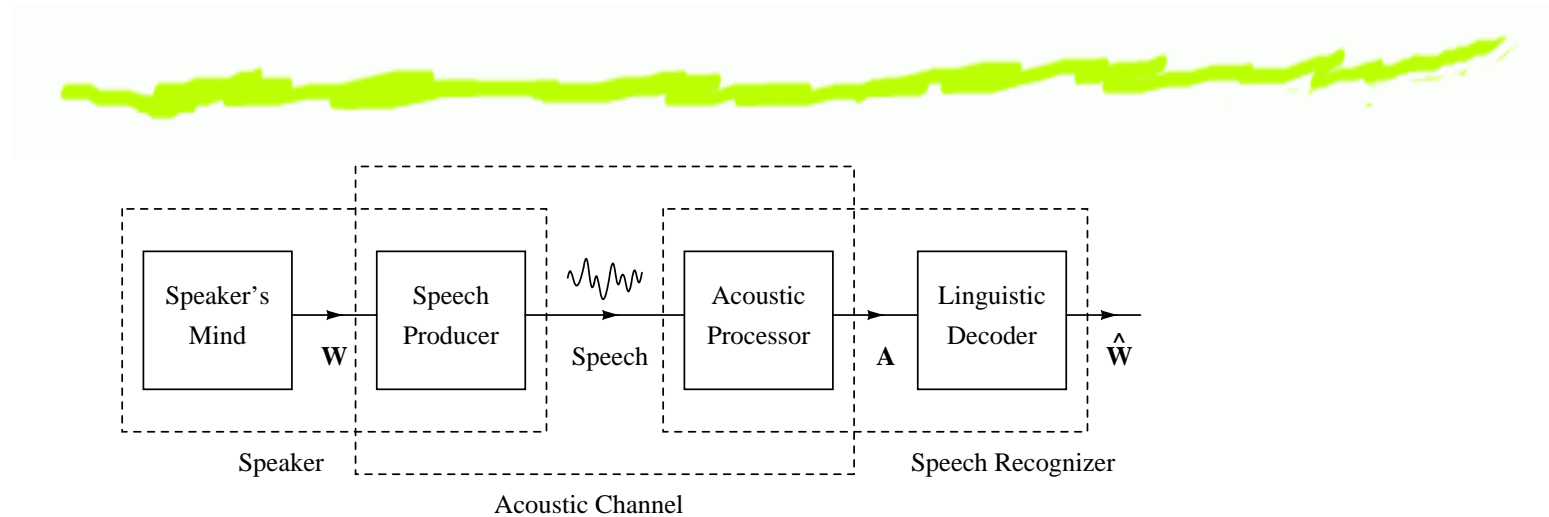 Speaker's
Mind
W
Speech
Producer
Speech
Acoustic
Processor
A
Linguistic
Decoder
Ŵ
Speaker
Speech Recognizer
Acoustic Channel